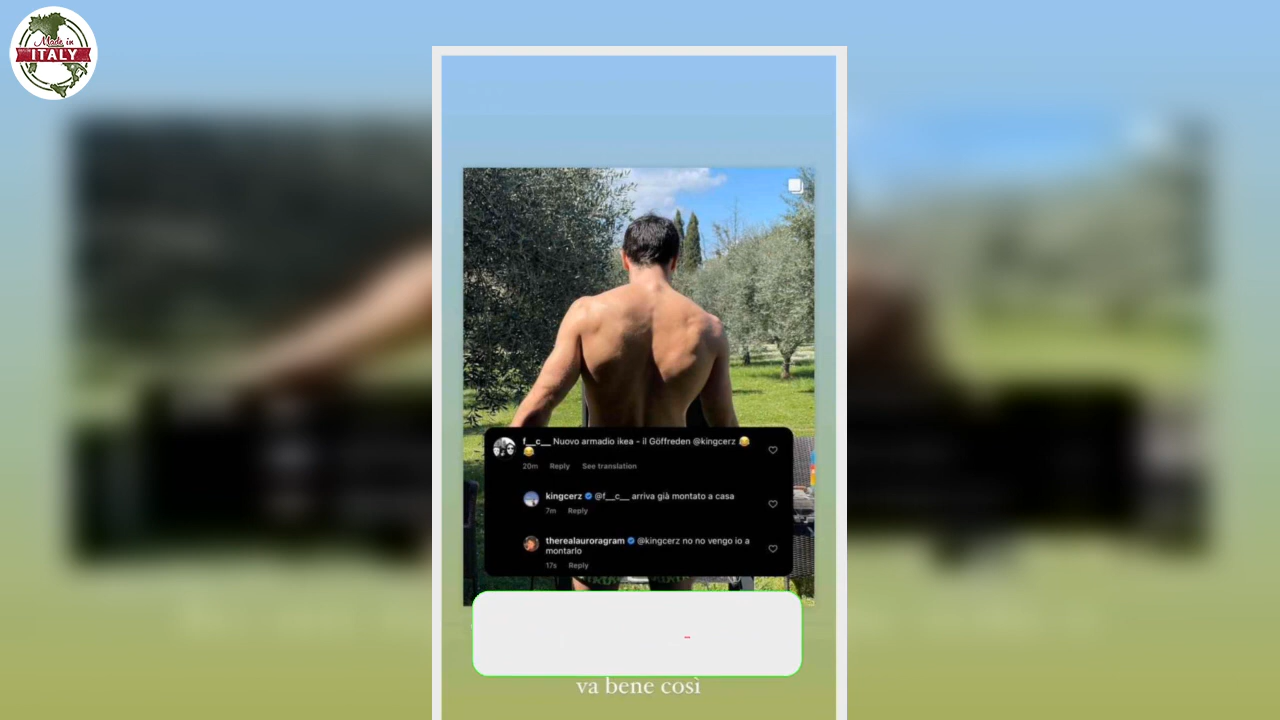 Made in
ITALY
f__c__ Nuovo armadio ikea - il Göffreden @kingcerz 😂
😂
20m Reply See translation
kingcerz @f__c__ arriva già montato a casa
7m Reply
therealauroragram @kingcerz no no vengo io a
montarlo
17s Reply
va bene così